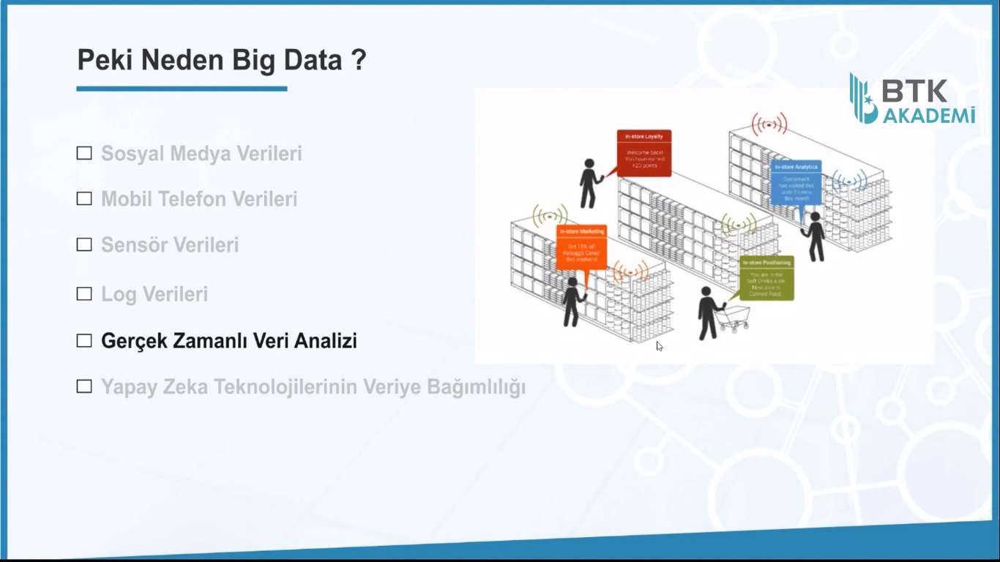 Peki Neden Big Data ?
BTK
AKADEMİ
Sosyal Medya Verileri
Mobil Telefon Verileri
Sensör Verileri
Log Verileri
Gerçek Zamanlı Veri Analizi
Yapay Zeka Teknolojilerinin Veriye Bağımlılığı
In-store Loyalty
Welcome back!
You have earned
+20 points
In-store Analytics
CustomerX
has visited this
aisle 5 times
this month
In-store Marketing
Get 15% off
Kellogg's Cereal
this weekend
In-store Positioning
You are in the
Soft Drinks aisle
Next aisle is
Canned Food